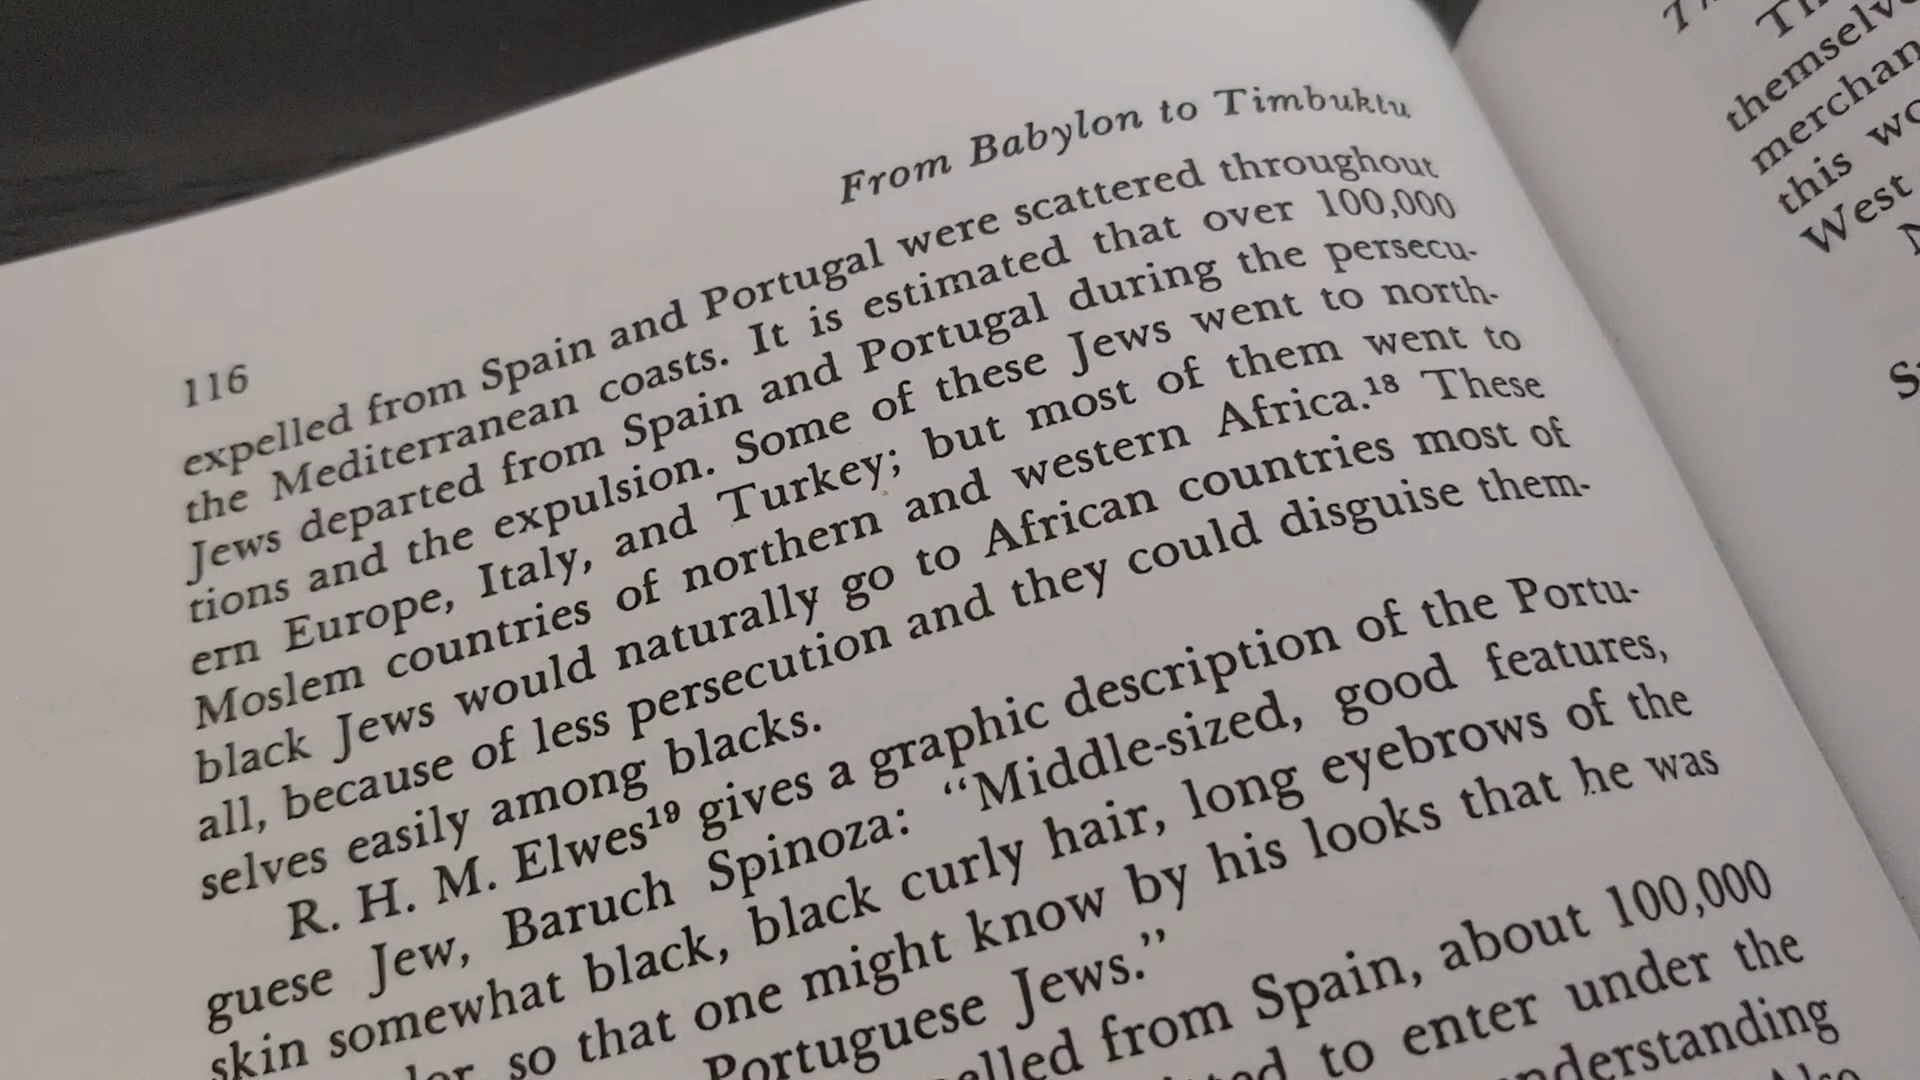 116
From Babylon to Timbuktu
expelled from Spain and Portugal were scattered throughout
the Mediterranean coasts. It is estimated that over 100,000
Jews departed from Spain and Portugal during the persecu-
tions and the expulsion. Some of these Jews went to north-
ern Europe, Italy, and Turkey; but most of them went to
Moslem countries of northern and western Africa.18 These
black Jews would naturally go to African countries most of
all, because of less persecution and they could disguise them-
selves easily among blacks.
R. H. M. Elwes19 gives a graphic description of the Portu-
guese Jew, Baruch Spinoza: “Middle-sized, good features,
skin somewhat black, black curly hair, long eyebrows of the
so that one might know by his looks that he was
Portuguese Jews.”
from Spain, about 100,000
to enter under the
themselv
merchan
this wo
West